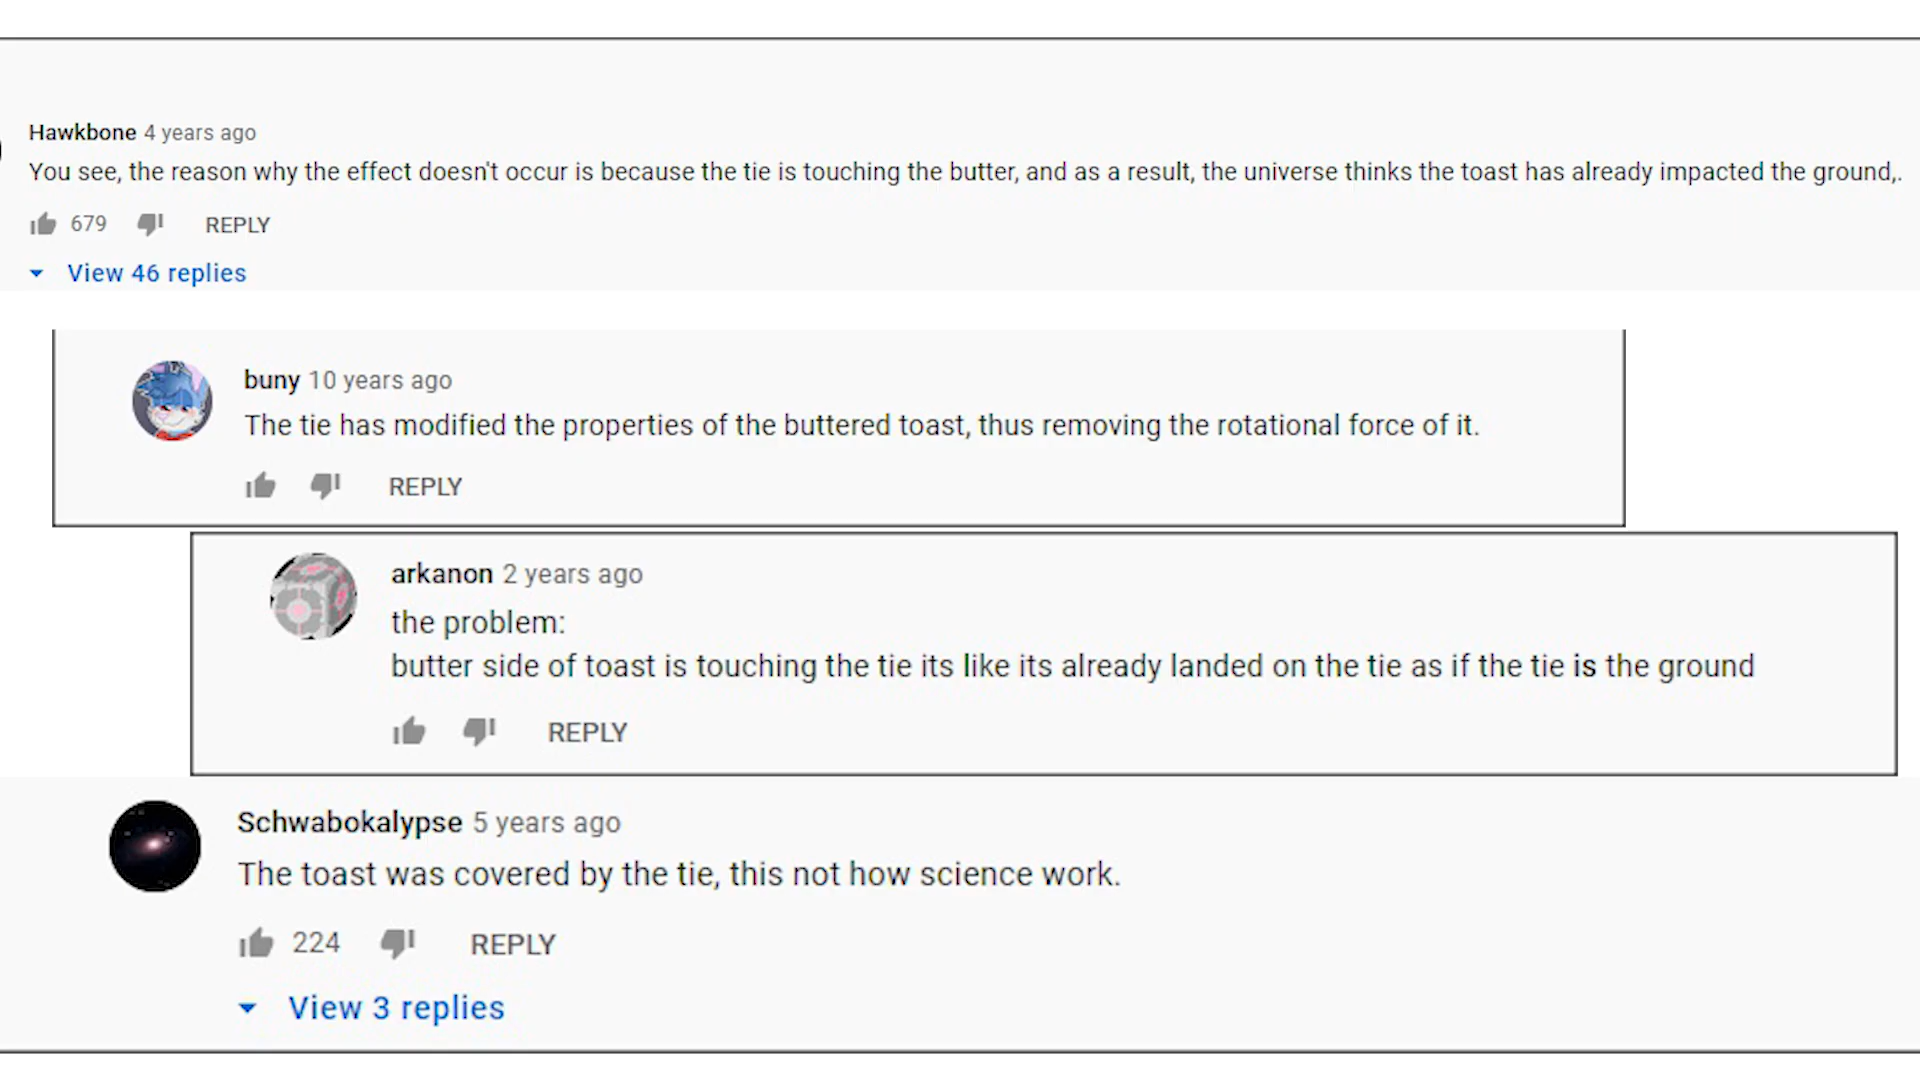 Hawkbone 4 years ago
You see, the reason why the effect doesn't occur is because the tie is touching the butter, and as a result, the universe thinks the toast has already impacted the ground,.
679 REPLY
View 46 replies
buny 10 years ago
The tie has modified the properties of the buttered toast, thus removing the rotational force of it.
REPLY
arkanon 2 years ago
the problem:
butter side of toast is touching the tie its like its already landed on the tie as if the tie is the ground
REPLY
Schwabokalypse 5 years ago
The toast was covered by the tie, this not how science work.
224 REPLY
View 3 replies